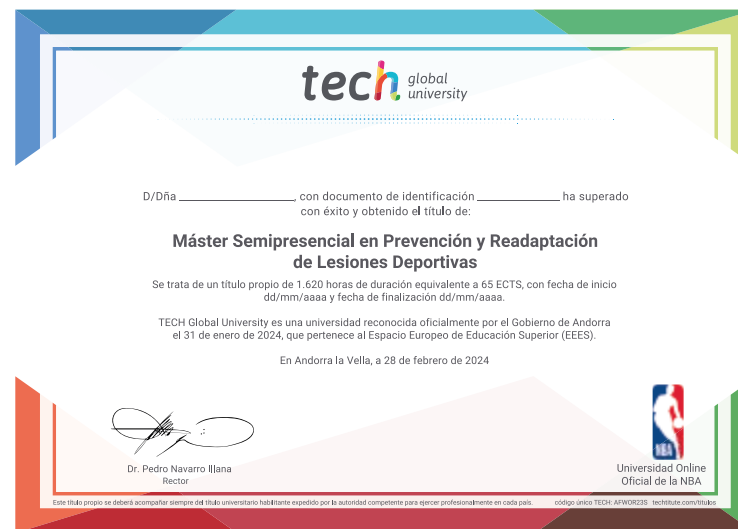 tech global
university
D/Dña ____________________, con documento de identificación ______________ ha superado
con éxito y obtenido el título de:
Máster Semipresencial en Prevención y Readaptación
de Lesiones Deportivas
Se trata de un título propio de 1.620 horas de duración equivalente a 65 ECTS, con fecha de inicio
dd/mm/aaaa y fecha de finalización dd/mm/aaaa.
TECH Global University es una universidad reconocida oficialmente por el Gobierno de Andorra
el 31 de enero de 2024, que pertenece al Espacio Europeo de Educación Superior (EEES).
En Andorra la Vella, a 28 de febrero de 2024
Dr. Pedro Navarro Illana
Rector
NBA
Universidad Online
Oficial de la NBA
Este título propio se deberá acompañar siempre del título universitario habilitante expedido por la autoridad competente para ejercer profesionalmente en cada país. código único TECH: AFWOR23S techtitute.com/títulos